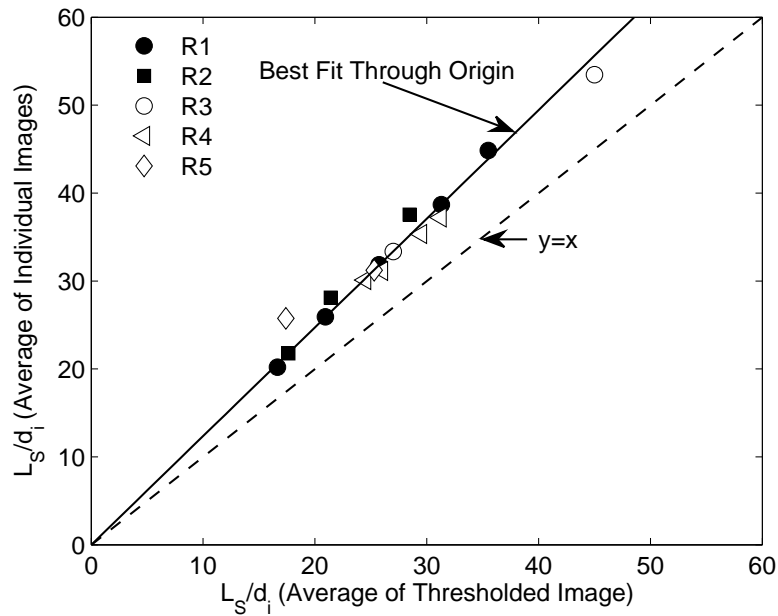 60
50
40
30
20
10
0
0 10 20 30 40 50 60
L_S/d_i (Average of Individual Images)
L_S/d_i (Average of Thresholded Image)
R1
R2
R3
R4
R5
Best Fit Through Origin
y=x